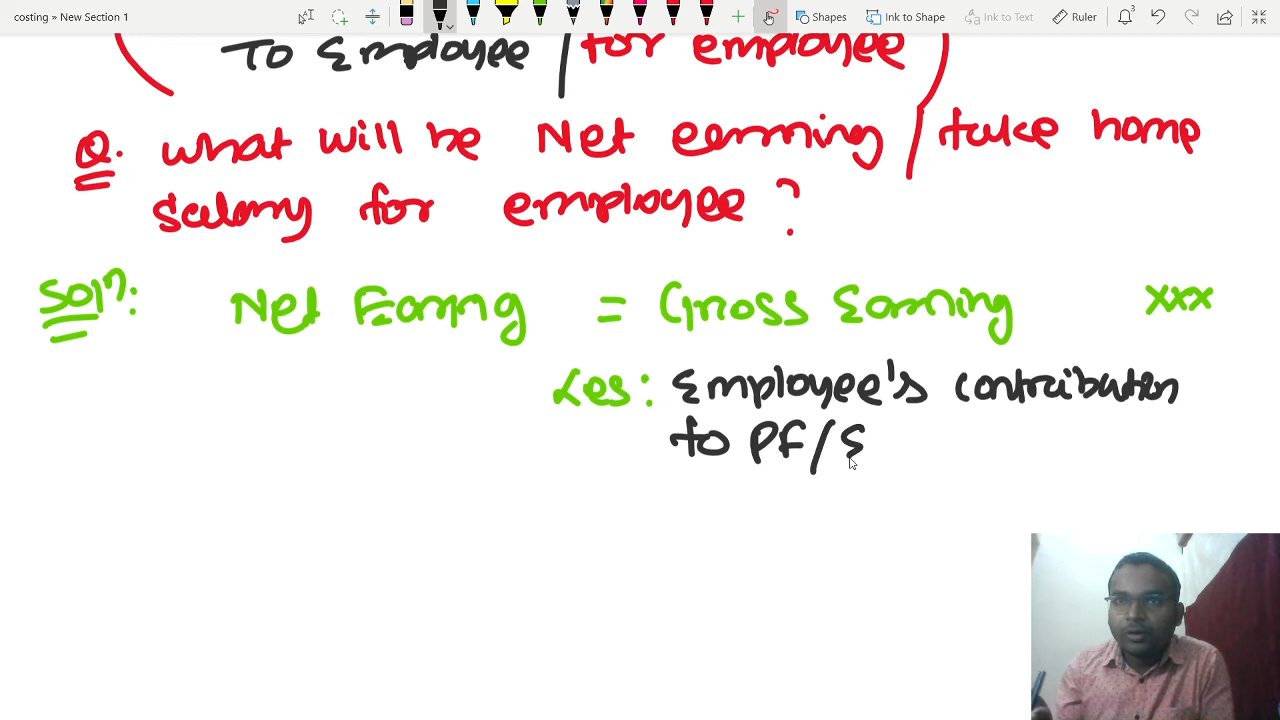 costing » New Section 1
Shapes Ink to Shape Ink to Text Ruler
To Employee / for employee
Q. what will be Net earning / take home
salary for employee?
Soln: Net Earning = Gross Earning xxx
Les: Employee's contribution
to PF/E